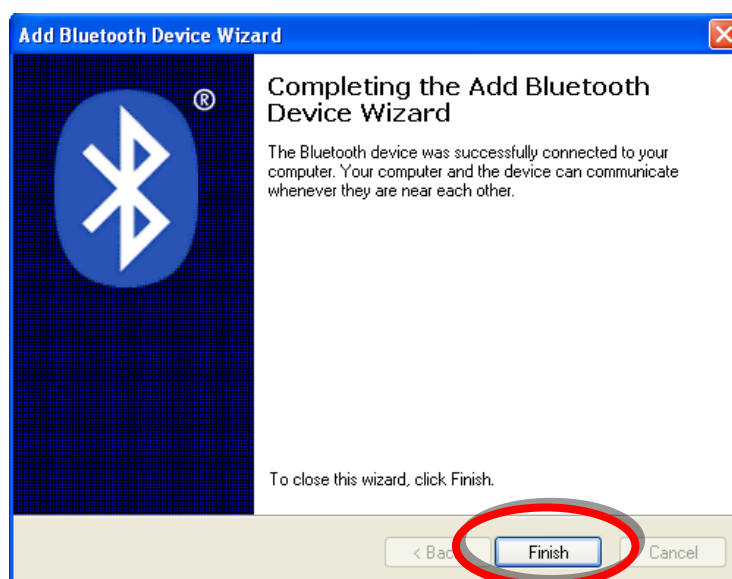 Add Bluetooth Device Wizard
®
Completing the Add Bluetooth
Device Wizard
The Bluetooth device was successfully connected to your
computer. Your computer and the device can communicate
whenever they are near each other.
To close this wizard, click Finish.
< Bac Finish Cancel